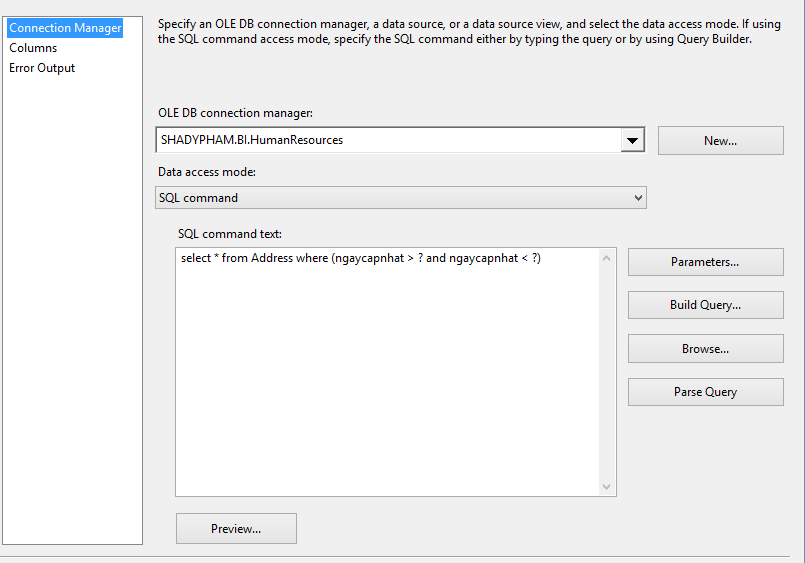 Connection Manager
Columns
Error Output
Specify an OLE DB connection manager, a data source, or a data source view, and select the data access mode. If using
the SQL command access mode, specify the SQL command either by typing the query or by using Query Builder.
OLE DB connection manager:
SHADYPHAM.BI.HumanResources
New...
Data access mode:
SQL command
SQL command text:
select * from Address where (ngaycapnhat > ? and ngaycapnhat < ?)
Parameters...
Build Query...
Browse...
Parse Query
Preview...